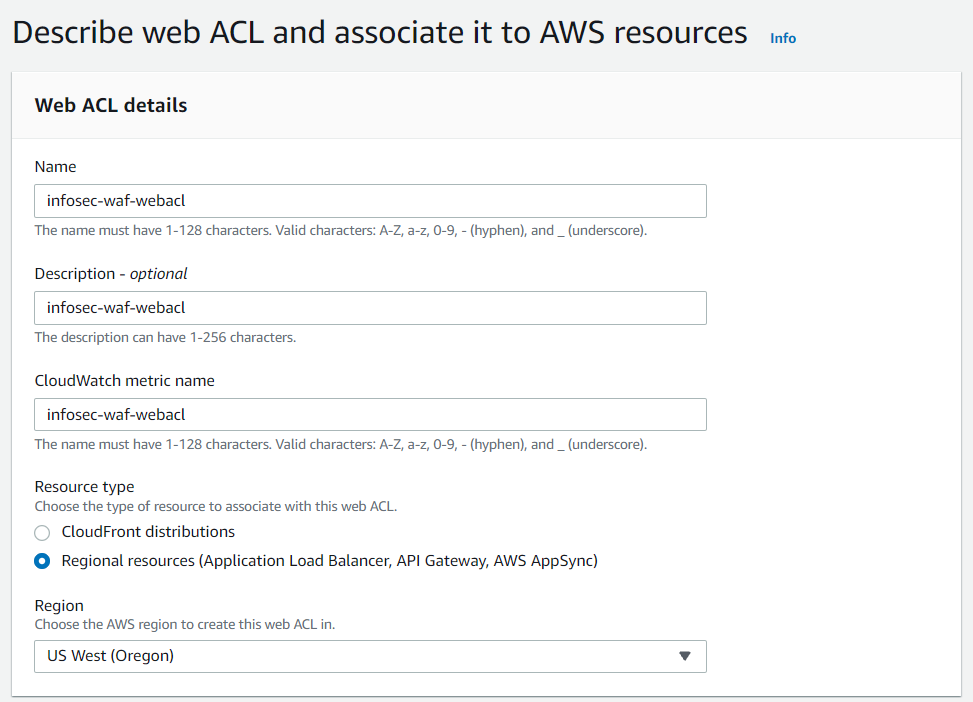 Describe web ACL and associate it to AWS resources Info
Web ACL details
Name
infosec-waf-webacl
The name must have 1-128 characters. Valid characters: A-Z, a-z, 0-9, - (hyphen), and _ (underscore).
Description - optional
infosec-waf-webacl
The description can have 1-256 characters.
CloudWatch metric name
infosec-waf-webacl
The name must have 1-128 characters. Valid characters: A-Z, a-z, 0-9, - (hyphen), and _ (underscore).
Resource type
Choose the type of resource to associate with this web ACL.
CloudFront distributions
Regional resources (Application Load Balancer, API Gateway, AWS AppSync)
Region
Choose the AWS region to create this web ACL in.
US West (Oregon)